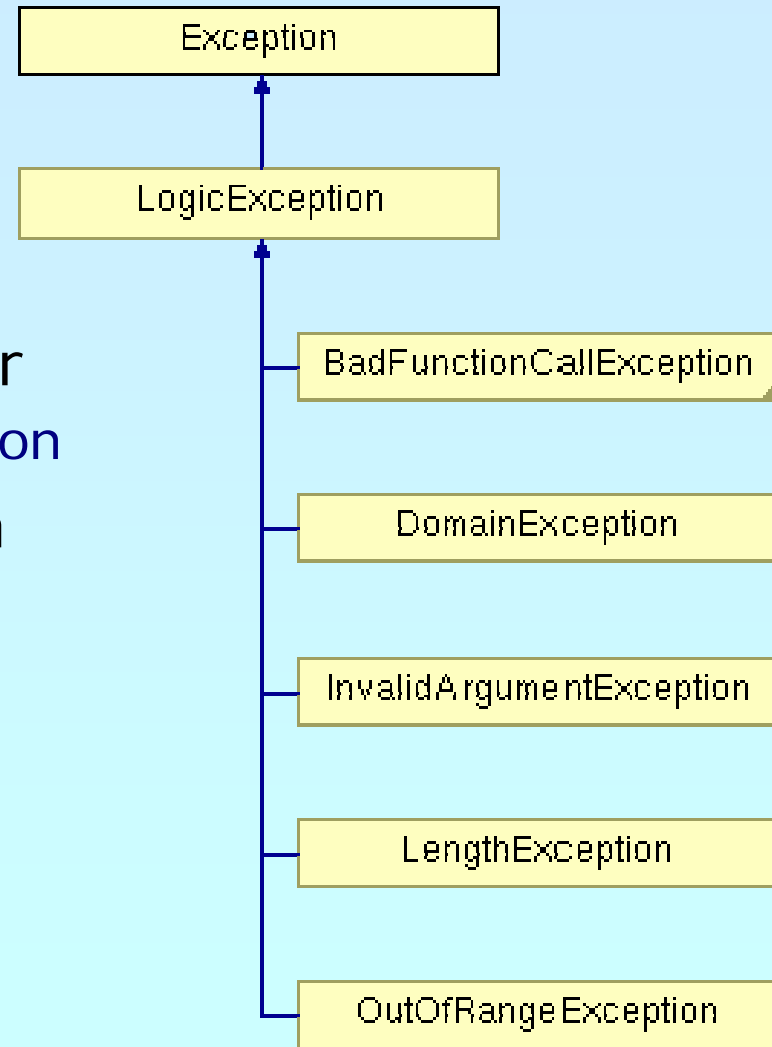 Exception
LogicException
r
BadFunctionCallException
on
DomainException
InvalidArgumentException
LengthException
OutOfRangeException